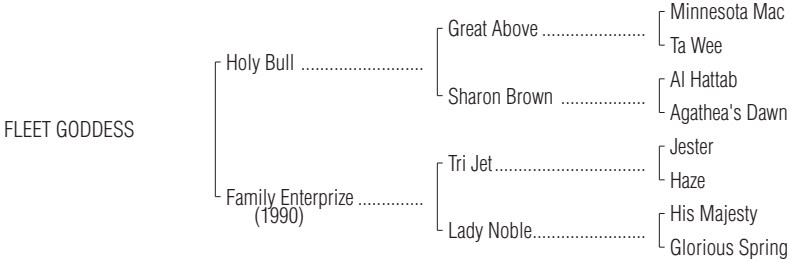 Minnesota Mac
Great Above ......................
Ta Wee
Holy Bull .........................
Al Hattab
Sharon Brown ..................
Agathea's Dawn
FLEET GODDESS
Jester
Tri Jet................................
Haze
Family Enterprize ..............
(1990)
His Majesty
Lady Noble........................
Glorious Spring